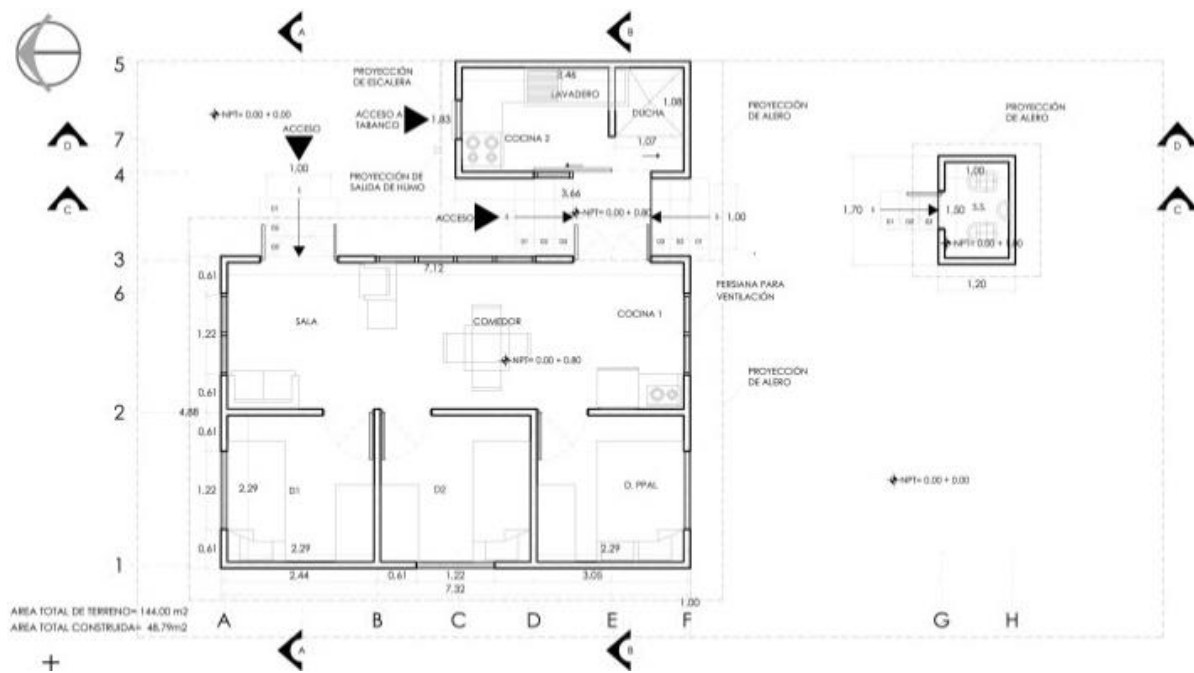 A
B
5
PROYECCIÓN
DE ESCALERA
3,46
LAVADERO
1,08
DUCHA
PROYECCIÓN
DE ALERO
PROYECCIÓN
DE ALERO
NPT= 0.00 + 0.00
ACCESO
ACCESO A
TABANCO
1,83
COCINA 2
1,07
7
D
D
4
1,00
PROYECCIÓN DE
SALIDA DE HUMO
3,66
1,00
C
C
ACCESO
NPT= 0.00 + 0.80
1,00
1,70
1,50
S.S.
3
0,61
7,12
1,20
6
PERSIANA PARA
VENTILACIÓN
SALA
COMEDOR
COCINA 1
1,22
NPT= 0.00 + 0.80
0,61
PROYECCIÓN
DE ALERO
4,88
2
0,61
1,22
2,29
D1
D2
D. PPAL
NPT= 0.00 + 0.00
0,61
2,29
2,29
1
2,44
0,61
1,22
3,05
7,32
1,00
AREA TOTAL DE TERRENO= 144.00 m2
AREA TOTAL CONSTRUIDA= 48.79m2
A
B
C
D
E
F
G
H
A
B